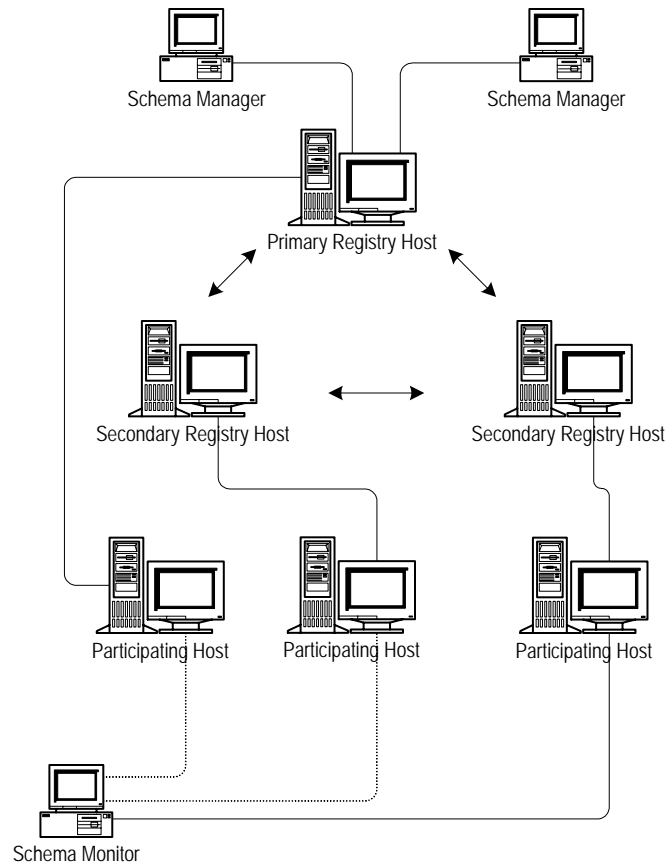 Schema Manager
Schema Manager
Primary Registry Host
Secondary Registry Host
Secondary Registry Host
Participating Host
Participating Host
Participating Host
Schema Monitor